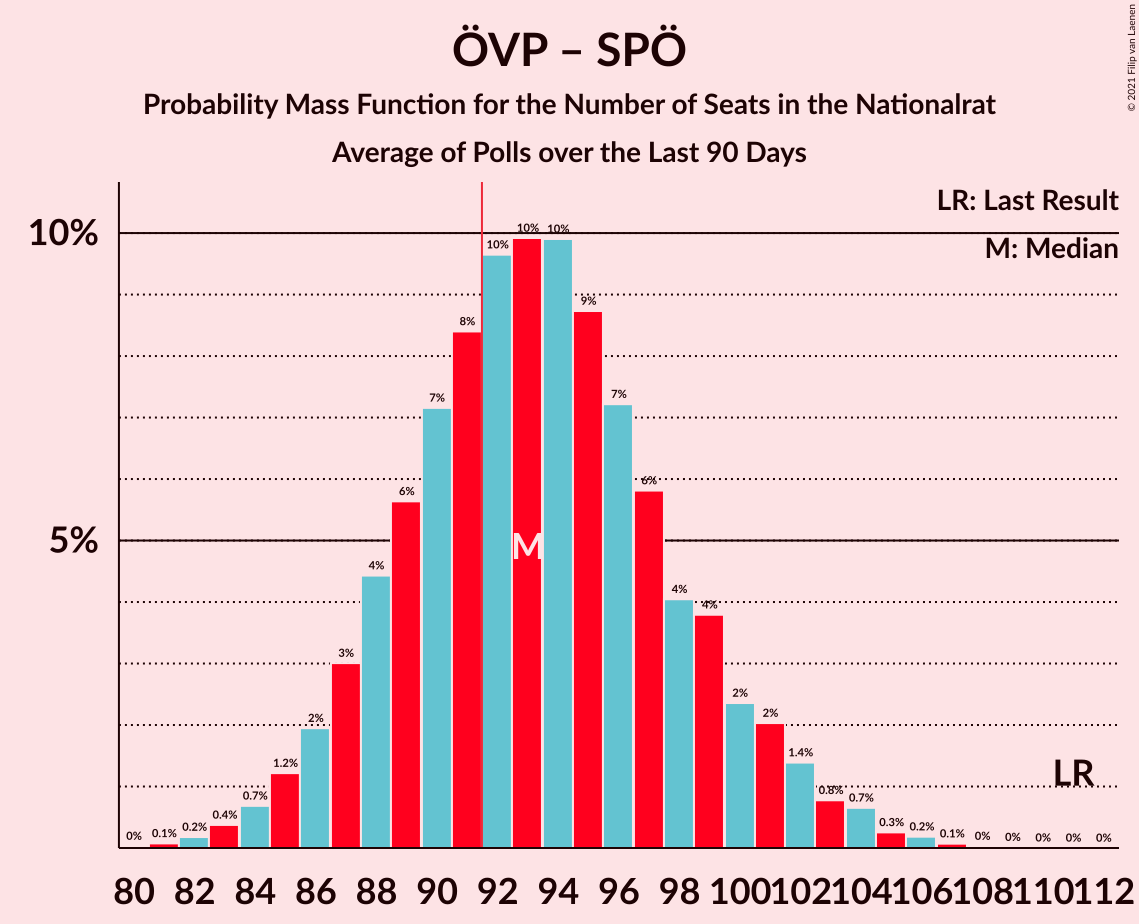 ÖVP – SPÖ
Probability Mass Function for the Number of Seats in the Nationalrat
Average of Polls over the Last 90 Days
© 2021 Filip van Laenen
LR: Last Result
M: Median
10%
5%
0% 0.1% 0.2% 0.4% 0.7% 1.2% 2% 3% 4% 6% 7% 8% 10% 10% 10% 9% 7% 6% 4% 4% 2% 2% 1.4% 0.8% 0.7% 0.3% 0.2% 0.1% 0% 0% 0% 0% 0%
M
LR
80 82 84 86 88 90 92 94 96 98 100 102 104 106 108 110 112